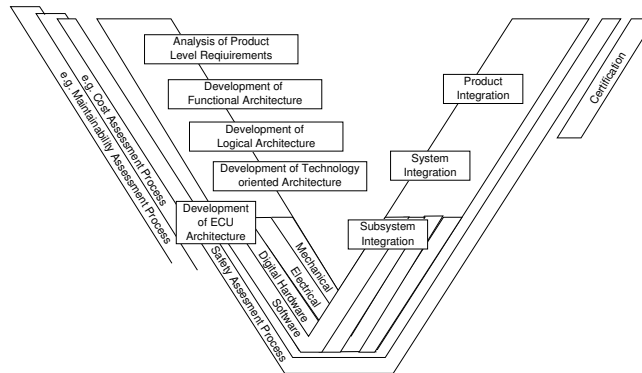 Analysis of Product
Level Reqiurements
Development of
Functional Architecture
Development of
Logical Architecture
Development of Technology
oriented Architecture
Development
of ECU
Architecture
Product
Integration
System
Integration
Subsystem
Integration
Certification
e.g. Cost Assessment Process
e.g. Maintainability Assessment Process
Safety Assesment Process
Mechanical
Electrical
Digital Hardware
Software